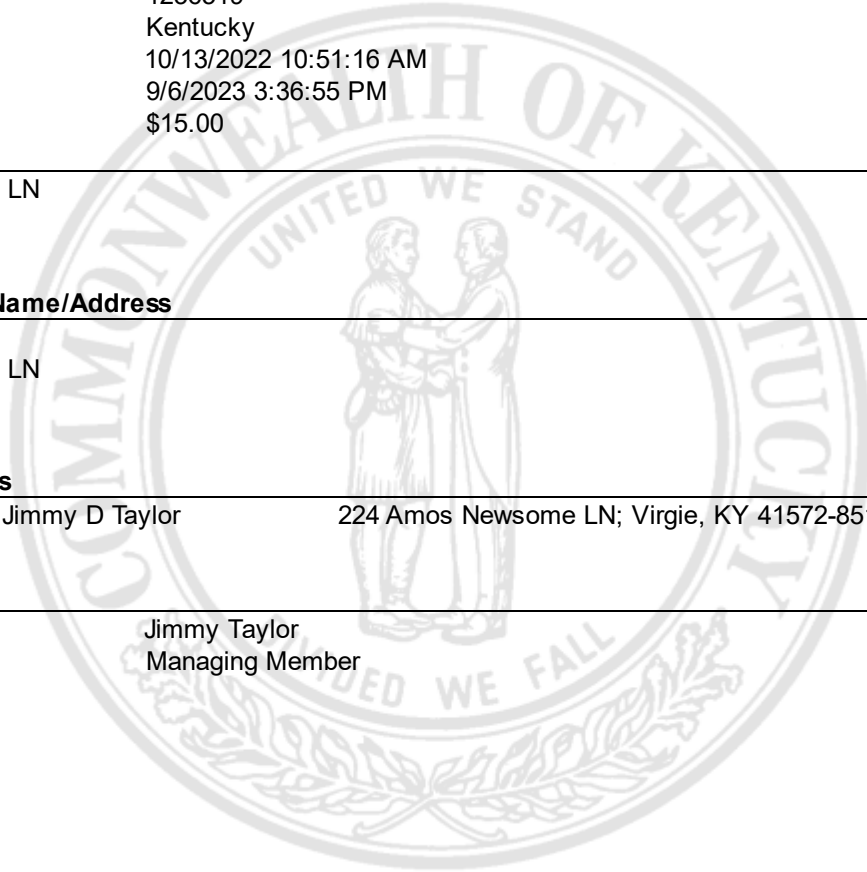 Kentucky
10/13/2022 10:51:16 AM
9/6/2023 3:36:55 PM
$15.00
LN
Name/Address
LN
s
Jimmy D Taylor 224 Amos Newsome LN; Virgie, KY 41572-851
Jimmy Taylor
Managing Member
COMMONWEALTH OF KENTUCKY
UNITED WE STAND
DIVIDED WE FALL